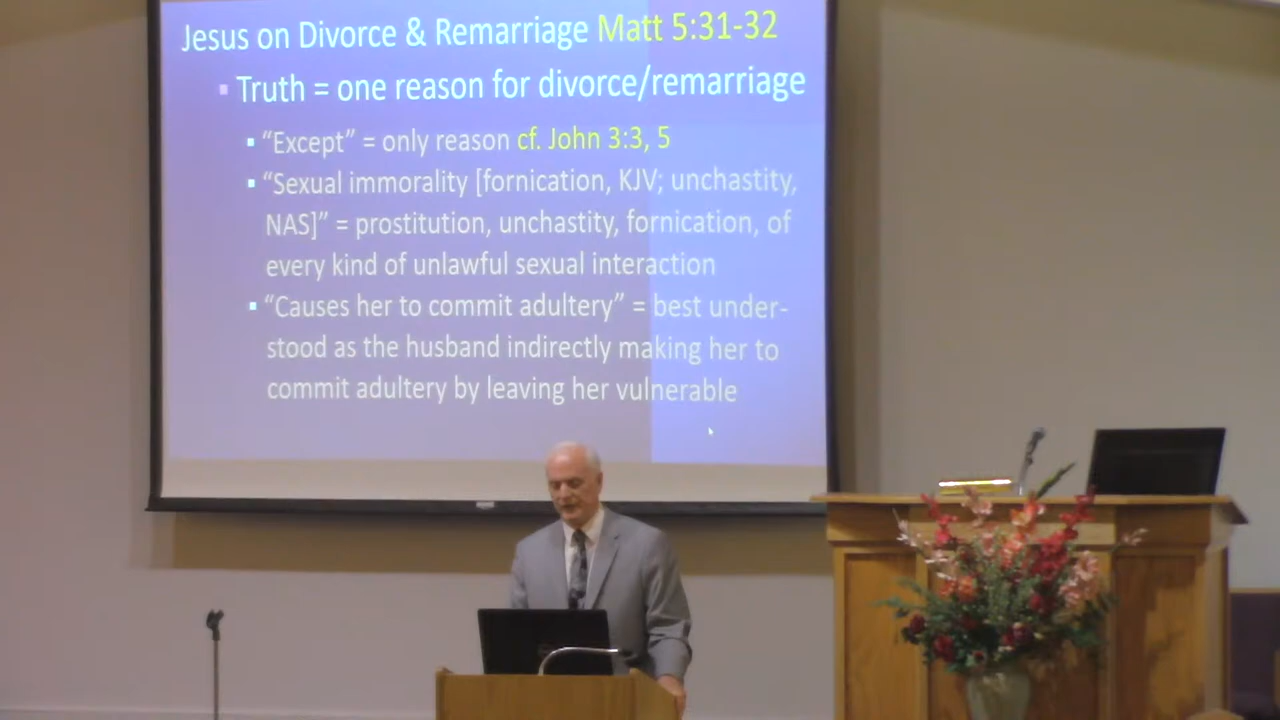 Jesus on Divorce & Remarriage Matt 5:31-32
▪ Truth = one reason for divorce/remarriage
▪ “Except” = only reason cf. John 3:3, 5
▪ “Sexual immorality [fornication, KJV; unchastity,
NAS]” = prostitution, unchastity, fornication, of
every kind of unlawful sexual interaction
▪ “Causes her to commit adultery” = best under-
stood as the husband indirectly making her to
commit adultery by leaving her vulnerable